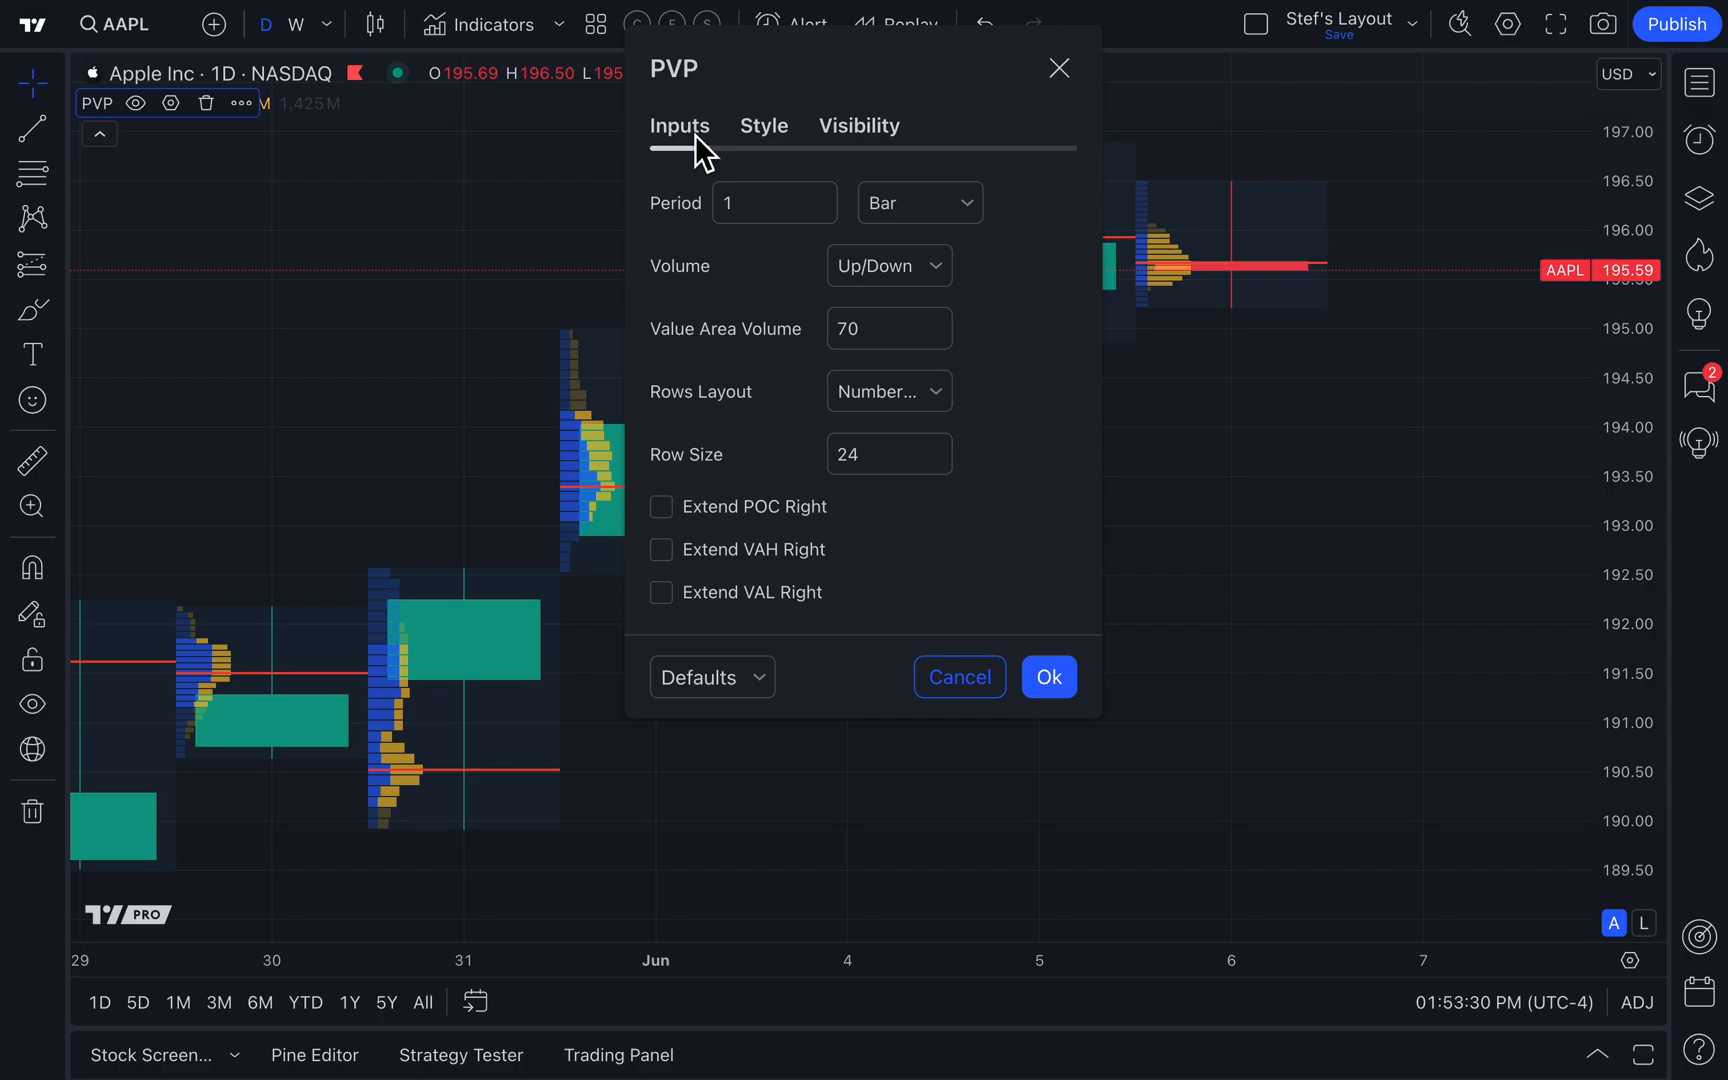 AAPL
D W
Indicators
C E S
Alert
Replay
Stef's Layout
Save
Publish
Apple Inc · 1D · NASDAQ
O195.69 H196.50 L195
PVP
M 1.425M
USD
PVP
Inputs Style Visibility
Period 1 Bar
Volume Up/Down
Value Area Volume 70
Rows Layout Number...
Row Size 24
Extend POC Right
Extend VAH Right
Extend VAL Right
Defaults
Cancel
Ok
197.00
196.50
196.00
AAPL 195.59
195.00
194.50
194.00
193.50
193.00
192.50
192.00
191.50
191.00
190.50
190.00
189.50
2
PRO
A L
29 30 31 Jun 4 5 6 7
1D 5D 1M 3M 6M YTD 1Y 5Y All
01:53:30 PM (UTC-4) ADJ
Stock Screen... Pine Editor Strategy Tester Trading Panel